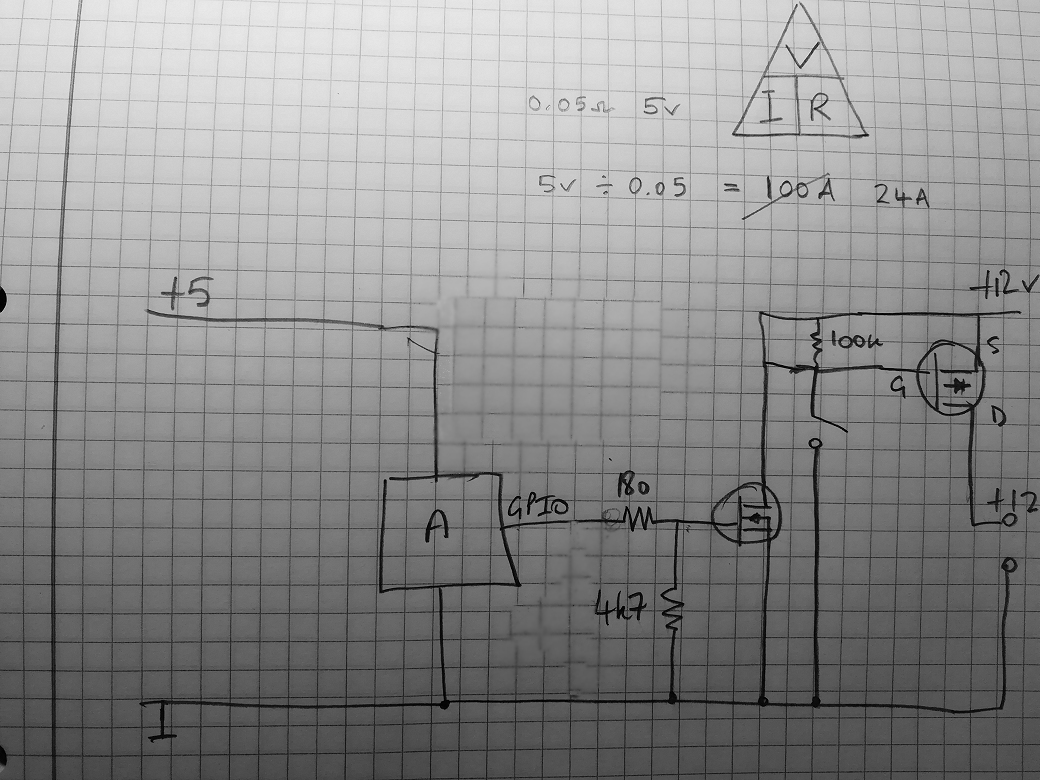 V
I R
0.05Ω 5v
5v ÷ 0.05 = 100A 24A
+5
+12v
100k
S
G
D
180
GPIO
+12
A
4k7